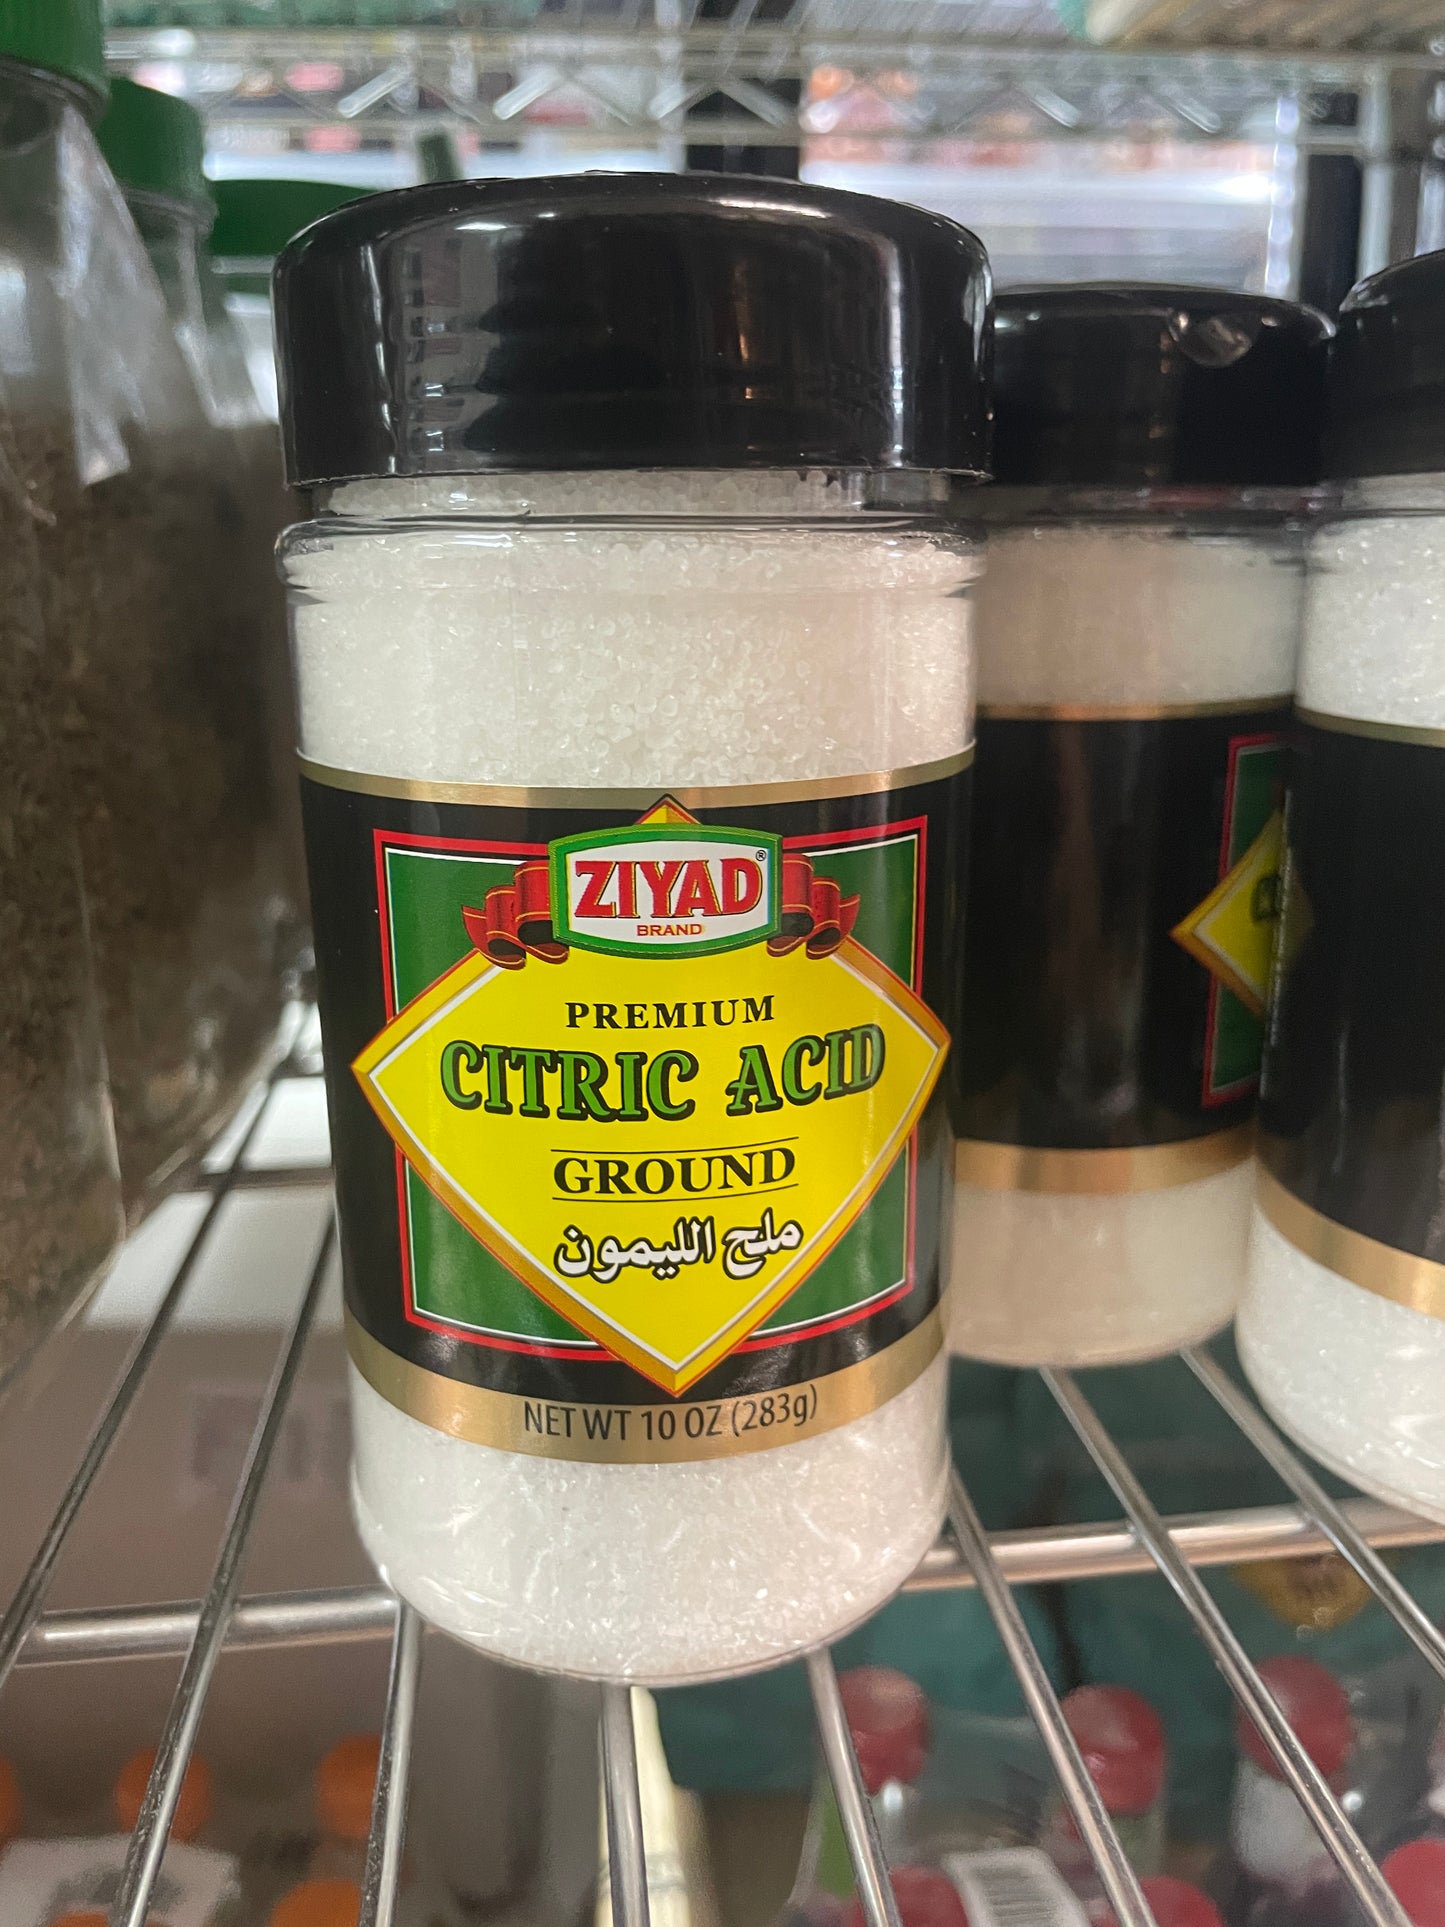 ZIYAD®
BRAND
PREMIUM
CITRIC ACID
GROUND
ملح الليمون
NET WT 10 OZ (283g)